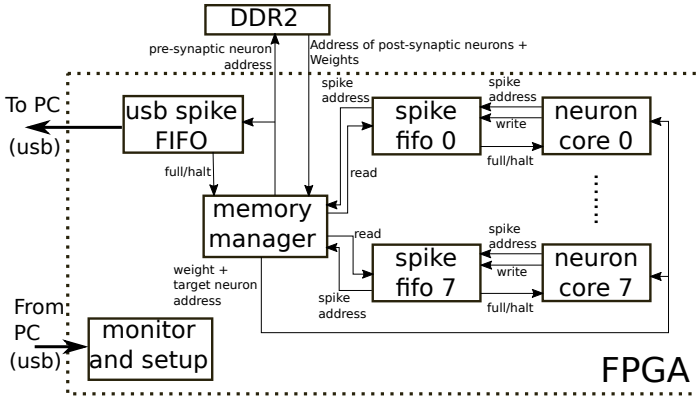 DDR2
pre-synaptic neuron
address
Address of post-synaptic neurons +
Weights
To PC
(usb)
usb spike
FIFO
spike
address
spike
fifo 0
spike
address
write
neuron
core 0
full/halt
full/halt
read
memory
manager
read
spike
address
write
spike
fifo 7
neuron
core 7
weight +
target neuron
address
spike
address
full/halt
From
PC
(usb)
monitor
and setup
FPGA